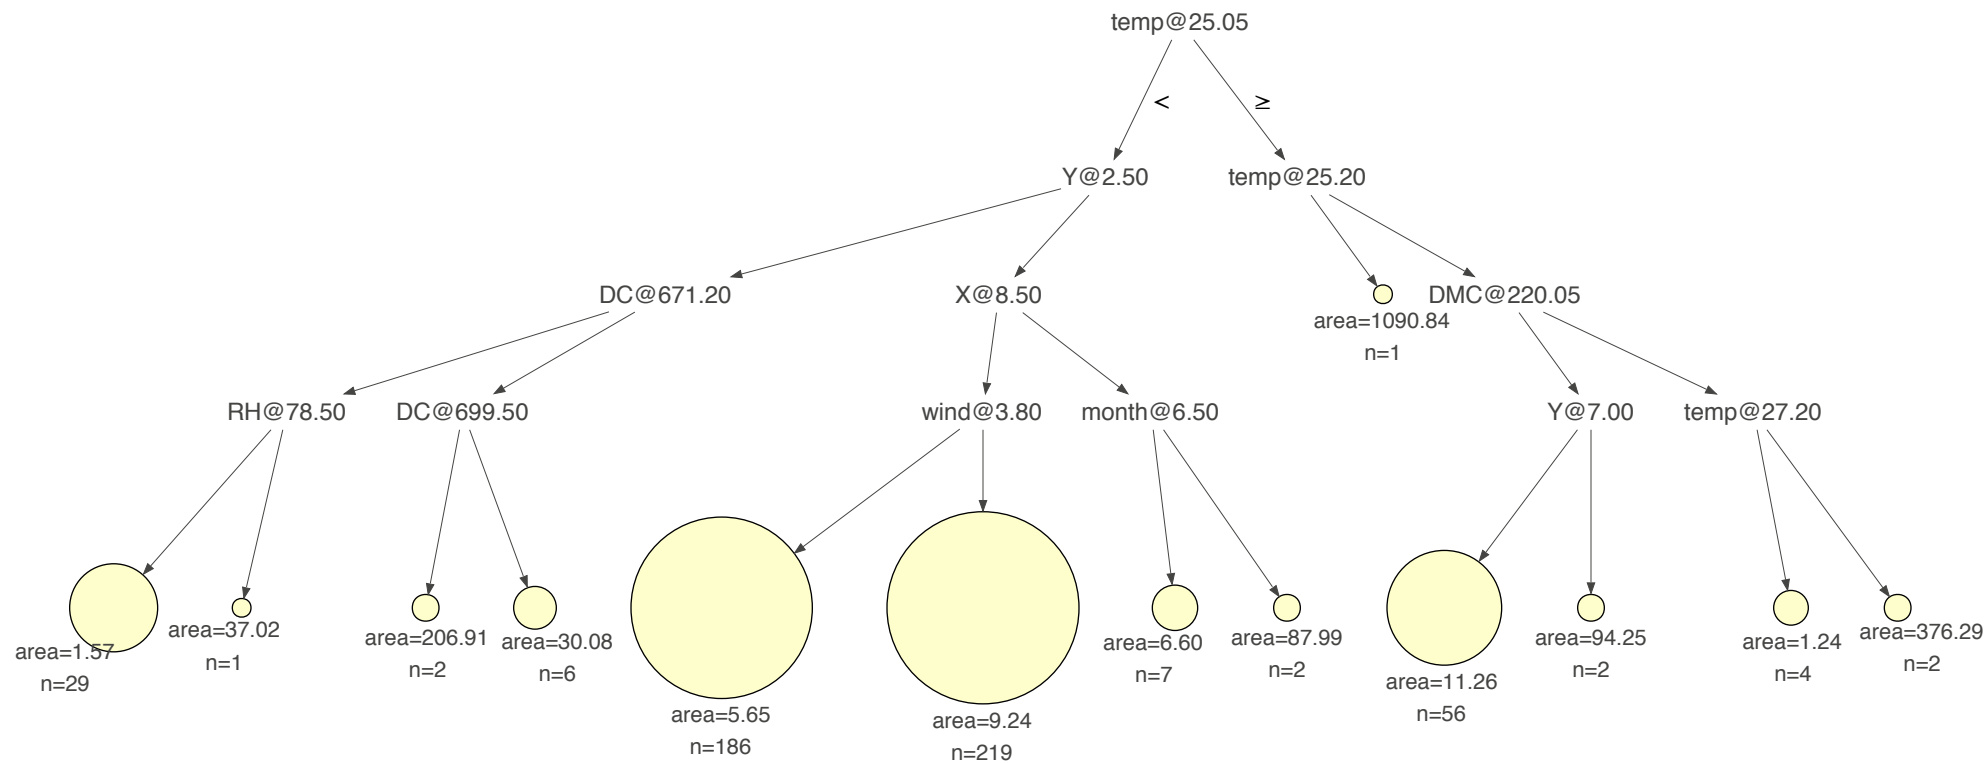 temp@25.05
<
≥
Y@2.50
temp@25.20
DC@671.20
X@8.50
area=1090.84
n=1
DMC@220.05
RH@78.50
DC@699.50
wind@3.80
month@6.50
Y@7.00
temp@27.20
area=1.57
n=29
area=37.02
n=1
area=206.91
n=2
area=30.08
n=6
area=5.65
n=186
area=9.24
n=219
area=6.60
n=7
area=87.99
n=2
area=11.26
n=56
area=94.25
n=2
area=1.24
n=4
area=376.29
n=2